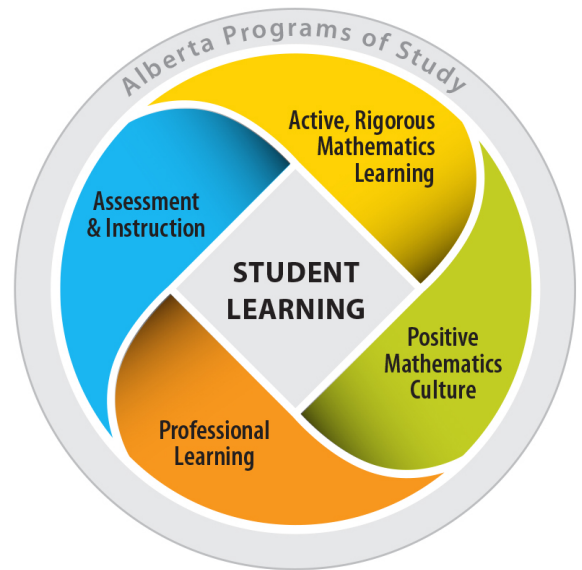 Alberta Programs of Study
Active, Rigorous
Mathematics
Learning
Assessment
& Instruction
STUDENT
LEARNING
Positive
Mathematics
Culture
Professional
Learning